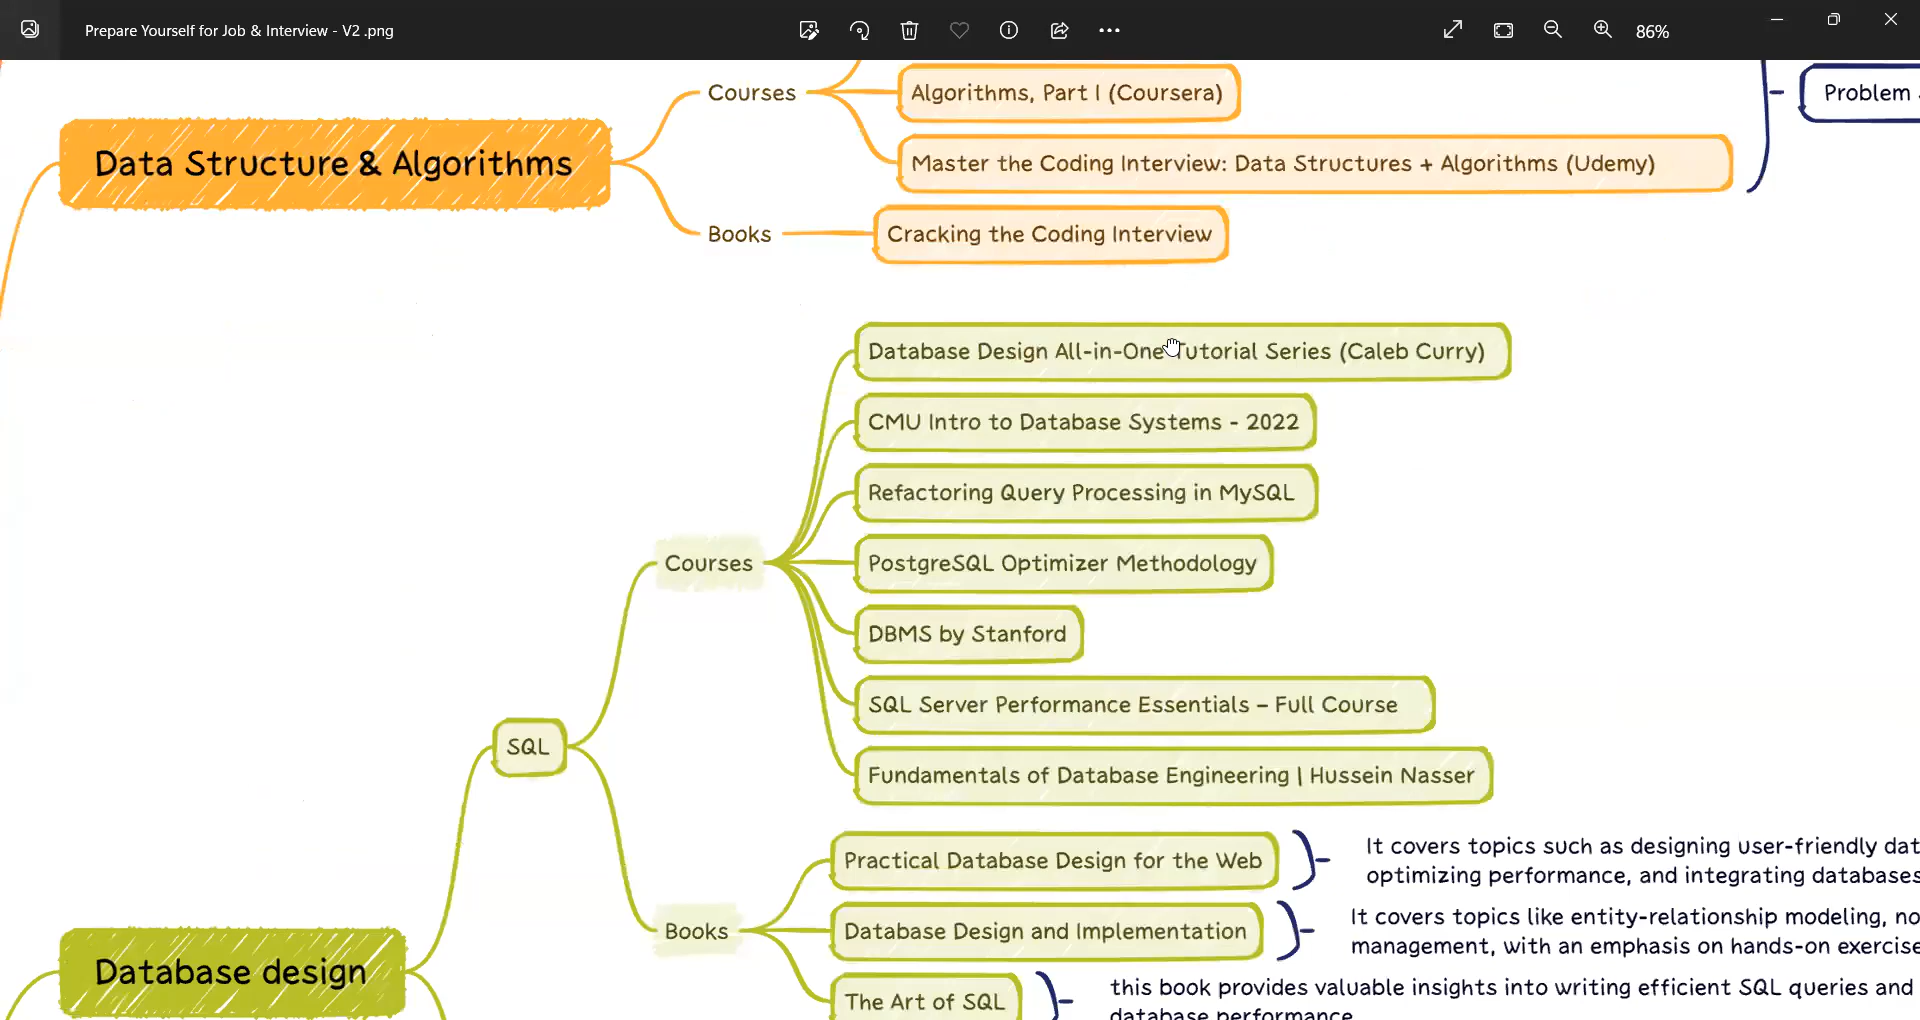 Prepare Yourself for Job & Interview - V2 .png
86%
Courses
Algorithms, Part I (Coursera)
Problem
Data Structure & Algorithms
Master the Coding Interview: Data Structures + Algorithms (Udemy)
Books
Cracking the Coding Interview
Database Design All-in-One Tutorial Series (Caleb Curry)
CMU Intro to Database Systems - 2022
Refactoring Query Processing in MySQL
Courses
PostgreSQL Optimizer Methodology
DBMS by Stanford
SQL Server Performance Essentials – Full Course
SQL
Fundamentals of Database Engineering | Hussein Nasser
Practical Database Design for the Web
It covers topics such as designing user-friendly dat
optimizing performance, and integrating databases
Books
Database Design and Implementation
It covers topics like entity-relationship modeling, no
management, with an emphasis on hands-on exercise
Database design
The Art of SQL
this book provides valuable insights into writing efficient SQL queries and
database performance